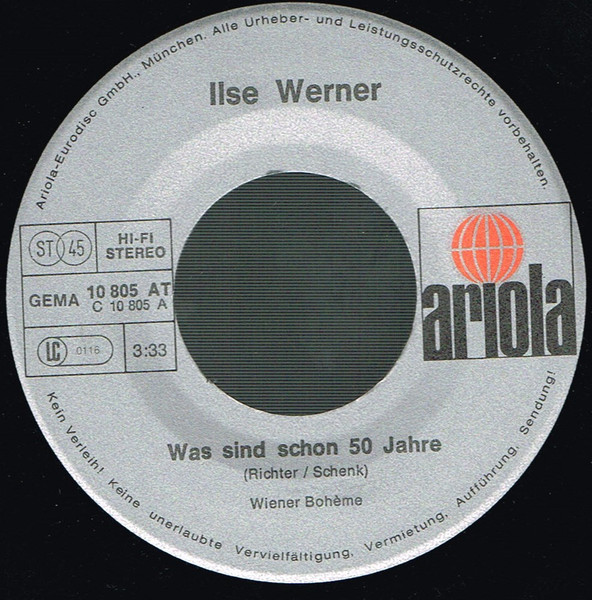 Ariola-Eurodisc GmbH., München. Alle Urheber- und Leistungsschutzrechte vorbehalten.
Ilse Werner
ST 45
HI-FI
STEREO
GEMA
10 805 AT
C 10 805 A
LC 0116
3:33
ariola
Was sind schon 50 Jahre
(Richter / Schenk)
Wiener Bohème
Kein Verleih! Keine unerlaubte Vervielfältigung, Vermietung, Aufführung, Sendung!